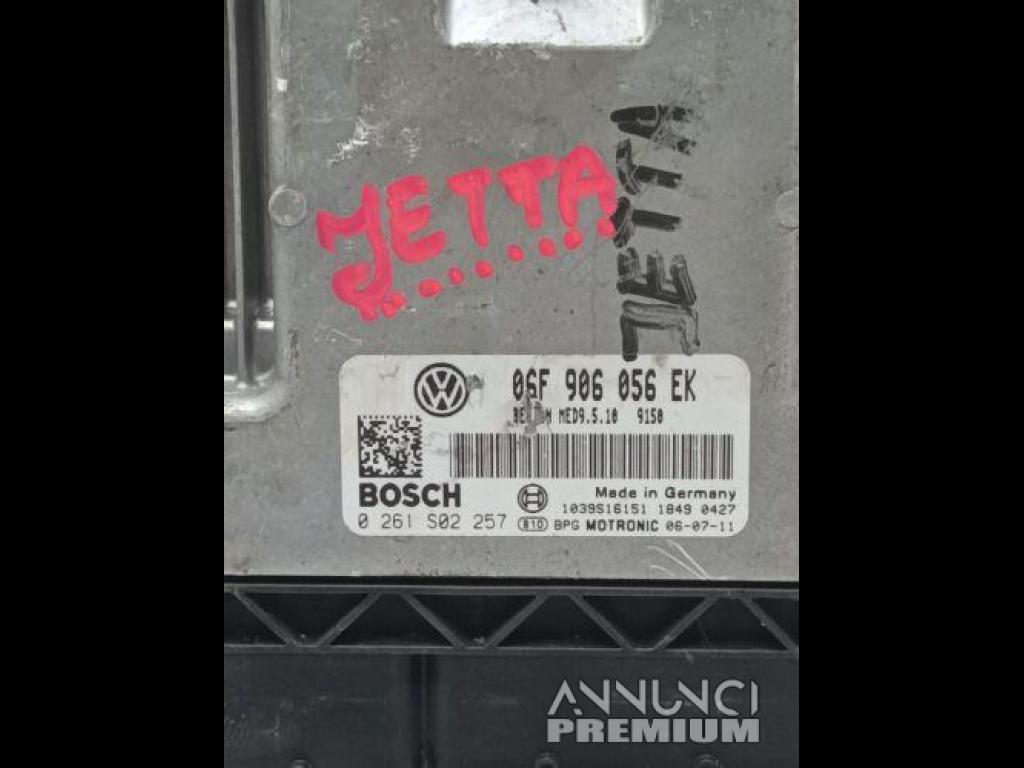 JETTA
JETTA
06F 906 056 EK
MED9.5.10 9150
BOSCH
Made in Germany
1039S16151 1849 0427
0 261 S02 257 810 BPG MOTRONIC 06-07-11
ANNUNCI
PREMIUM